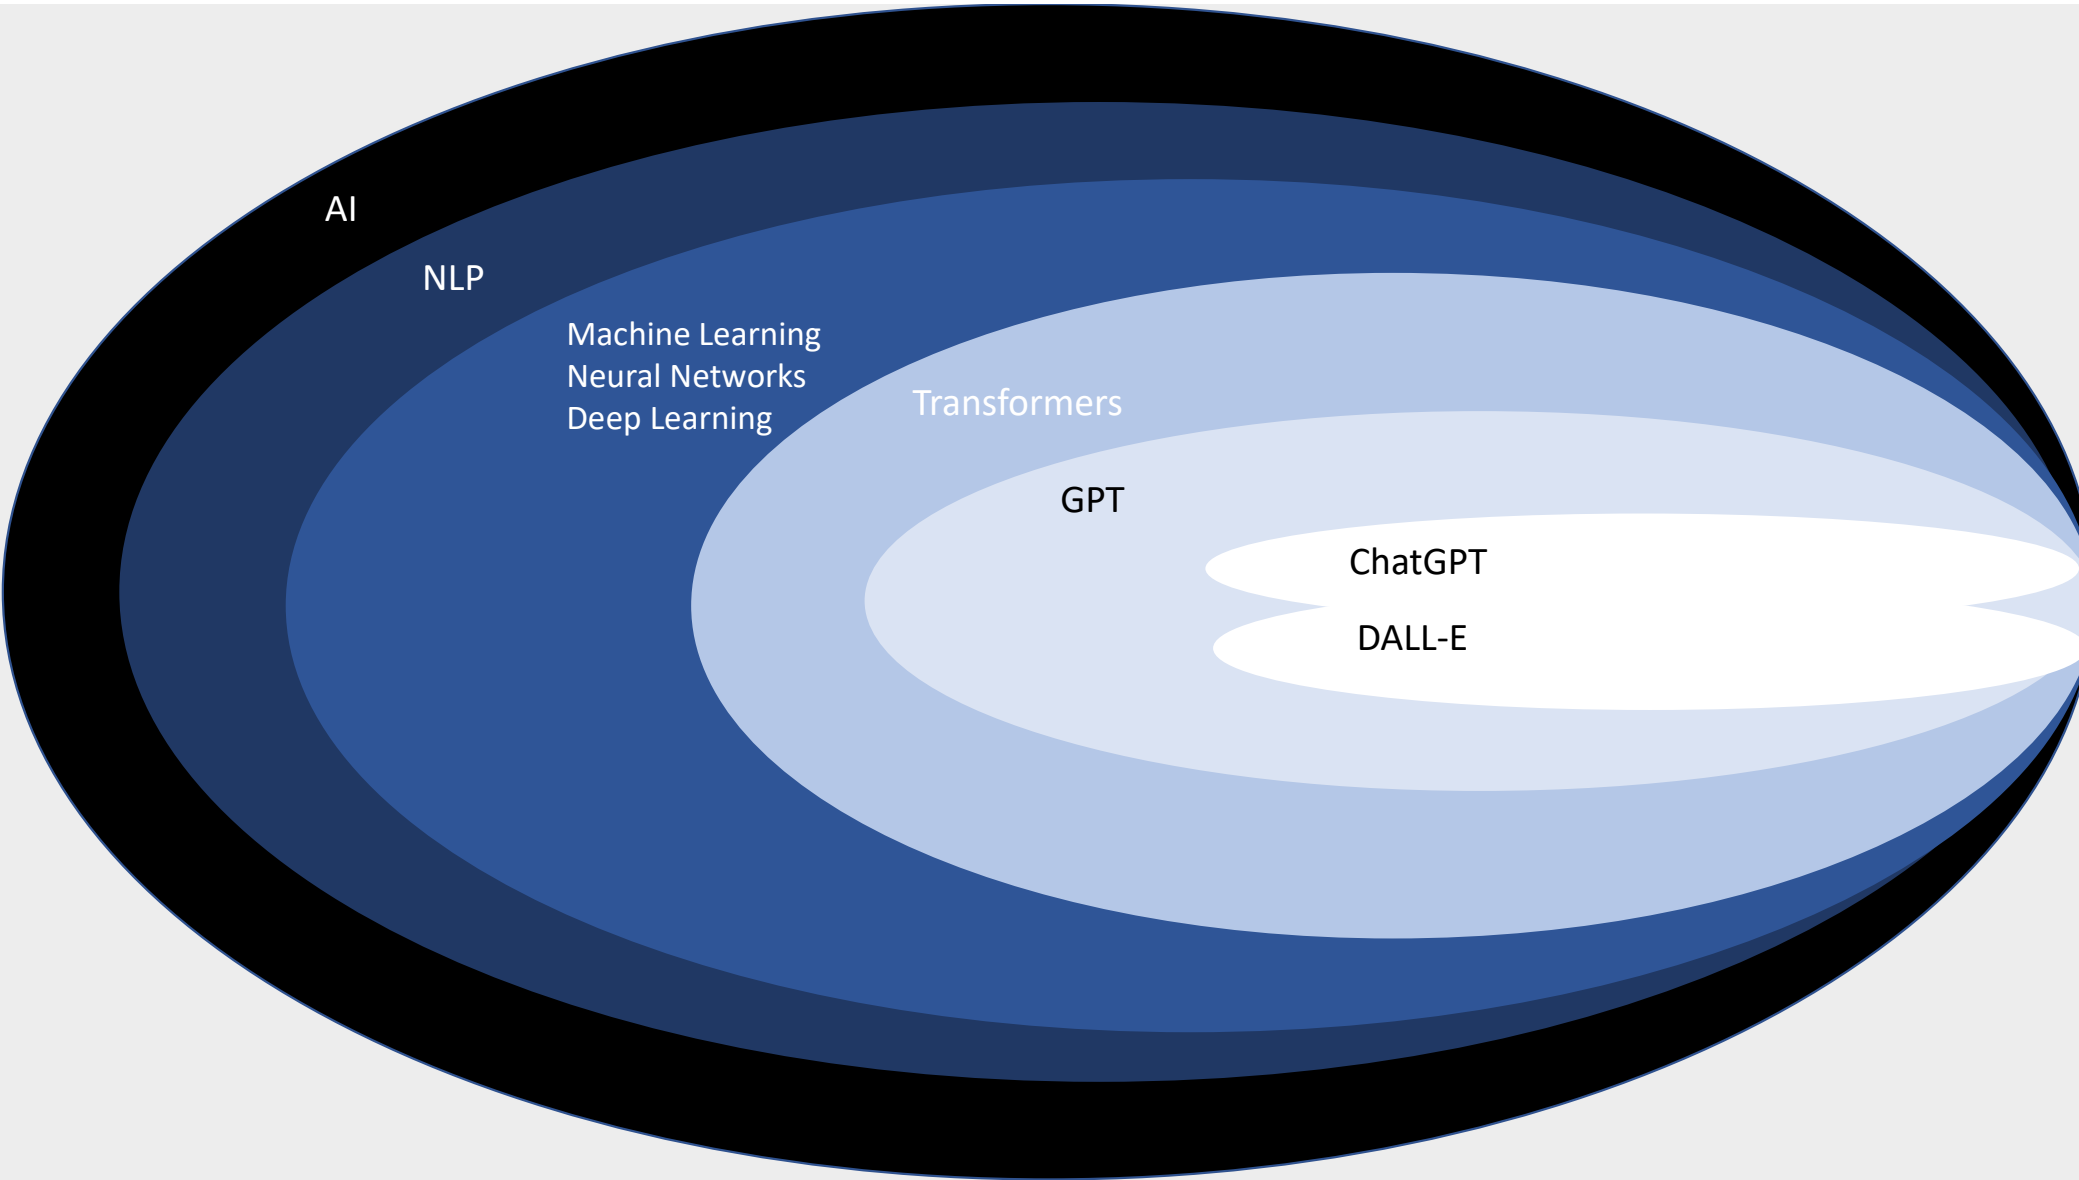 AI
NLP
Machine Learning
Neural Networks
Deep Learning
Transformers
GPT
ChatGPT
DALL-E